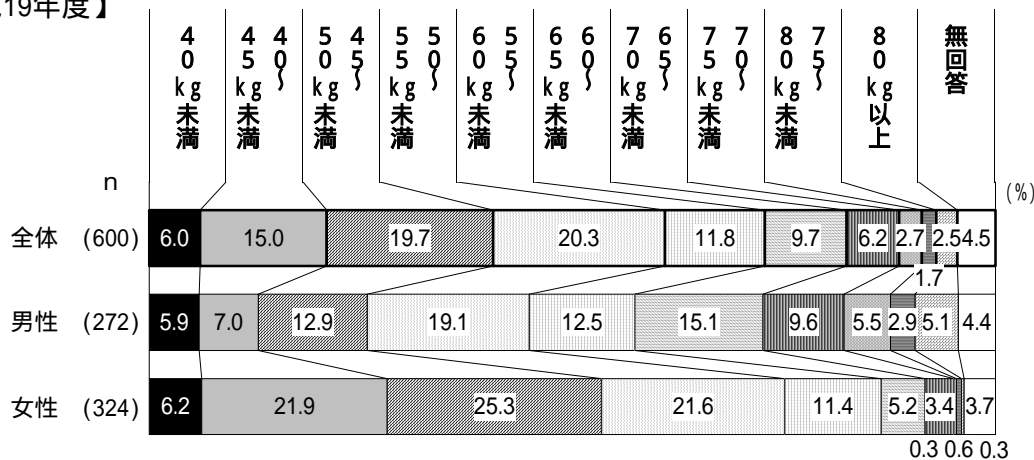 19年度】
40kg未満
40～45kg未満
45～50kg未満
50～55kg未満
55～60kg未満
60～65kg未満
65～70kg未満
70～75kg未満
75～80kg未満
80kg以上
無回答
n
(%)
全体 (600) 6.0 15.0 19.7 20.3 11.8 9.7 6.2 2.7 2.5 4.5
1.7
男性 (272) 5.9 7.0 12.9 19.1 12.5 15.1 9.6 5.5 2.9 5.1 4.4
女性 (324) 6.2 21.9 25.3 21.6 11.4 5.2 3.4 3.7
0.3 0.6 0.3